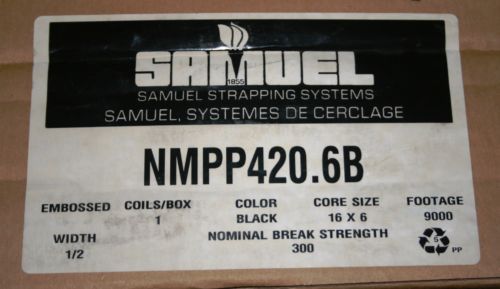 SAMUEL
1855
SAMUEL STRAPPING SYSTEMS
SAMUEL, SYSTEMES DE CERCLAGE
NMPP420.6B
EMBOSSED COILS/BOX COLOR CORE SIZE FOOTAGE
1 BLACK 16 X 6 9000
WIDTH NOMINAL BREAK STRENGTH
1/2 300
5 PP